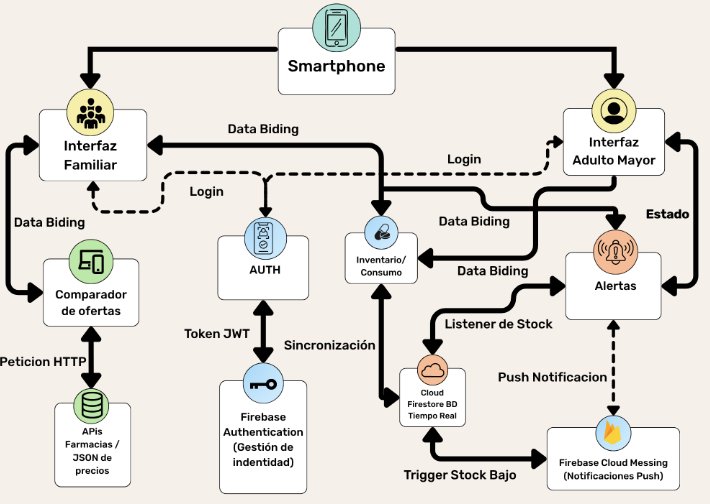 Smartphone
Interfaz
Familiar
Interfaz
Adulto Mayor
Data Biding
Login
Login
Data Biding
Data Biding
Estado
Data Biding
Inventario/
Consumo
AUTH
Alertas
Comparador
de ofertas
Listener de Stock
Token JWT
Sincronización
Peticion HTTP
Push Notificacion
Cloud
Firestore BD
Tiempo Real
Firebase
Authentication
(Gestión de
indentidad)
APis
Farmacias /
JSON de
precios
Trigger Stock Bajo
Firebase Cloud Messing
(Notificaciones Push)